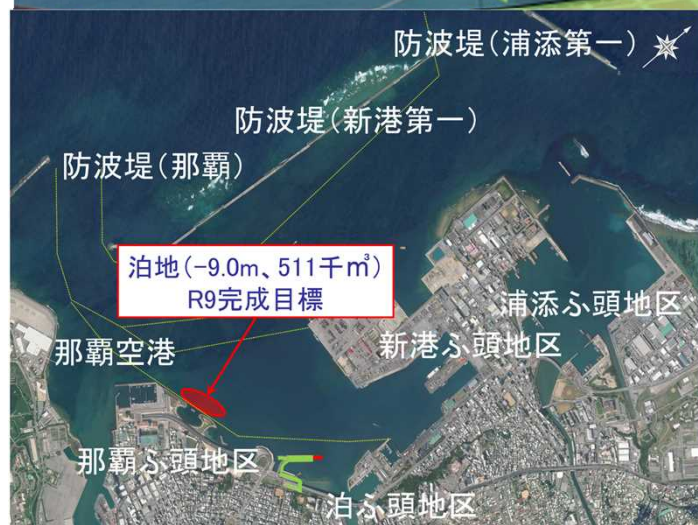 防波堤(浦添第一)
防波堤(新港第一)
防波堤(那覇)
泊地(-9.0m、511千㎥)
R9完成目標
浦添ふ頭地区
那覇空港
新港ふ頭地区
那覇ふ頭地区
泊ふ頭地区